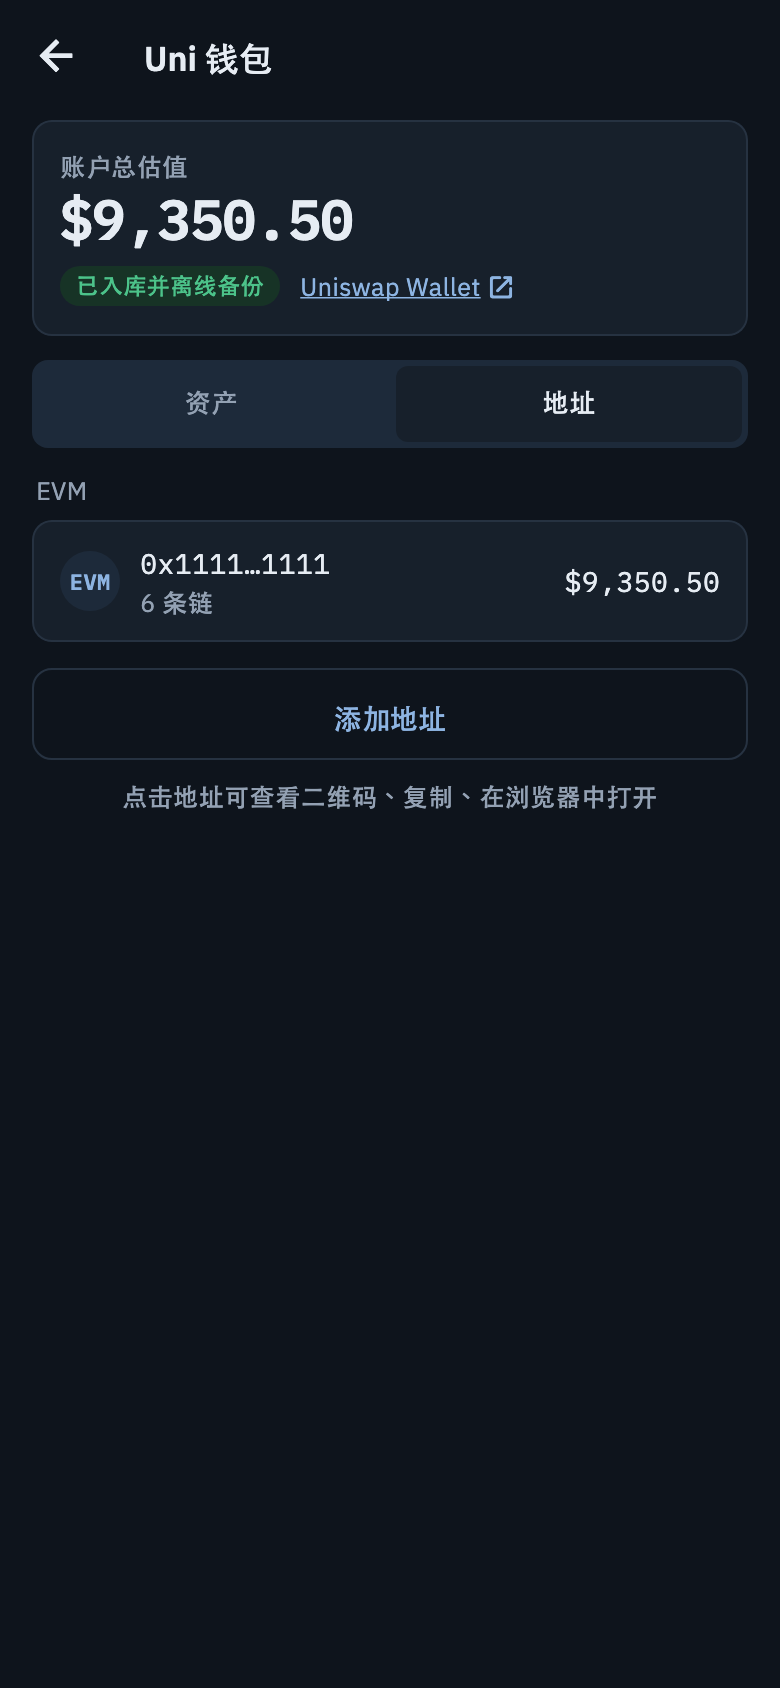 Uni 钱包
账户总估值
$9,350.50
已入库并离线备份 Uniswap Wallet
资产 地址
EVM
EVM 0x1111…1111 $9,350.50
6 条链
添加地址
点击地址可查看二维码、复制、在浏览器中打开